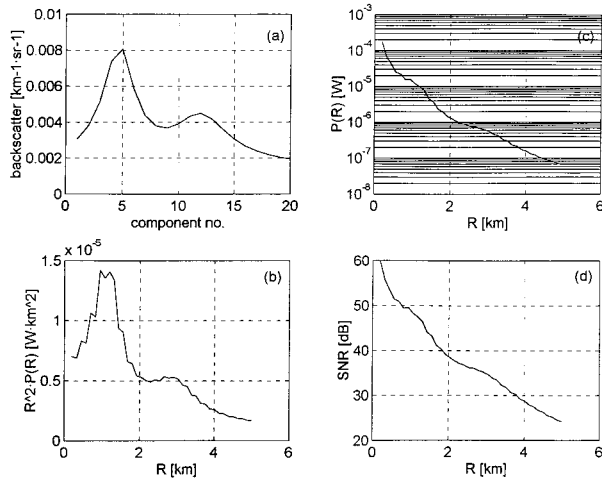 (a)
backscatter [km-1·sr-1]
0.01
0.008
0.006
0.004
0.002
0
0 5 10 15 20
component no.
(c)
P(R) [W]
10^-3
10^-4
10^-5
10^-6
10^-7
10^-8
0 2 4 6
R [km]
x 10^-5
(b)
R^2·P(R) [W·km^2]
1.5
1
0.5
0
0 2 4 6
R [km]
(d)
SNR [dB]
60
50
40
30
20
0 2 4 6
R [km]